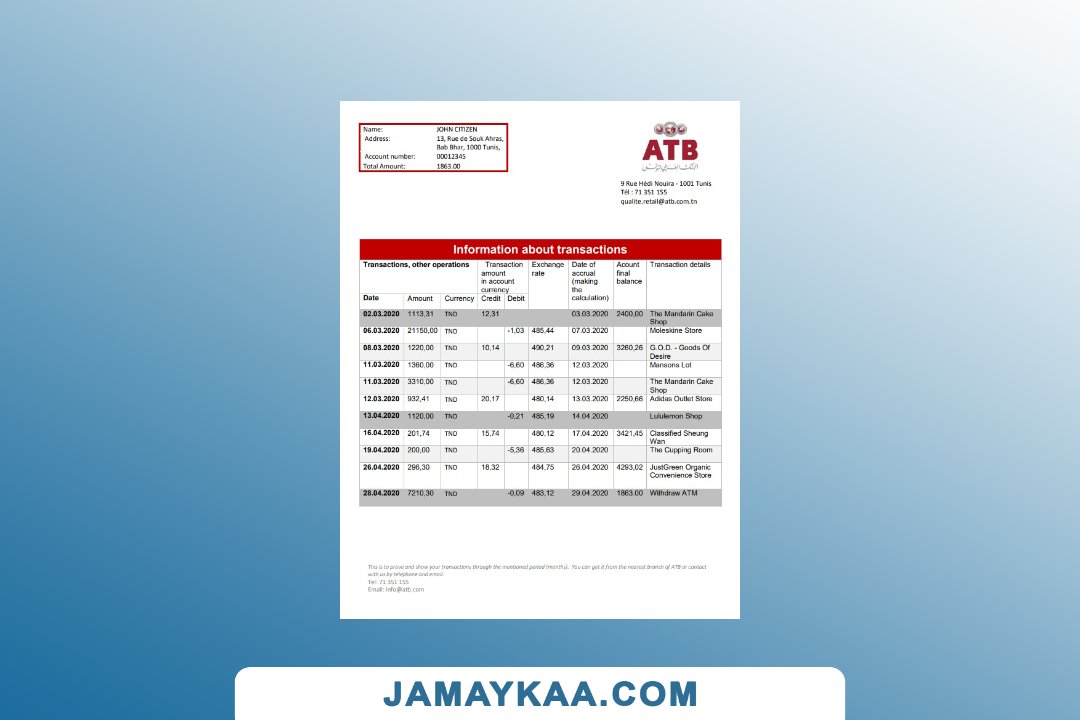 Name: JOHN CITIZEN
Address: 13, Rue de Souk Ahras,
Bab Bhar, 1000 Tunis,
Account number: 00012345
Total Amount: 1863.00
ATB
9 Rue Hédi Nouira - 1001 Tunis
Tél : 71 351 155
qualite.retail@atb.com.tn
Information about transactions
Transactions, other operations
Transaction
amount
in account
currency
Exchange
rate
Date of
accrual
(making
the
calculation)
Acount
final
balance
Transaction details
Date Amount Currency Credit Debit
02.03.2020 1113,31 TND 12,31 03.03.2020 2400,00 The Mandarin Cake
Shop
06.03.2020 21150,00 TND -1,03 485,44 07.03.2020 Moleskine Store
08.03.2020 1220,00 TND 10,14 490,21 09.03.2020 3260,26 G.O.D. - Goods Of
Desire
11.03.2020 1360,00 TND -6,60 486,36 12.03.2020 Mansons Lot
11.03.2020 3310,00 TND -6,60 486,36 12.03.2020 The Mandarin Cake
Shop
12.03.2020 932,41 TND 20,17 480,14 13.03.2020 2250,66 Adidas Outlet Store
13.04.2020 1120,00 TND -0,21 485,19 14.04.2020 Lululemon Shop
16.04.2020 201,74 TND 15,74 480,12 17.04.2020 3421,45 Classified Sheung
Wan
19.04.2020 200,00 TND -5,36 485,63 20.04.2020 The Cupping Room
26.04.2020 296,30 TND 18,32 484,75 26.04.2020 4293,02 JustGreen Organic
Convenience Store
28.04.2020 7210,30 TND -0,09 483,12 29.04.2020 1863.00 Withdraw ATM
This is to prove and show your transactions through the mentioned period (months). You can get it from the nearest branch of ATB or contact
with us by telephone and email.
Tel: 71 351 155
Email: info@atb.com
JAMAYKAA.COM